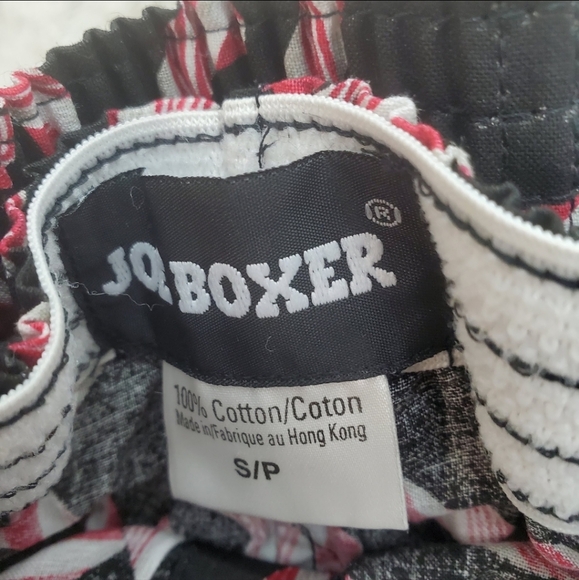 JOE BOXER ®
100% Cotton/Coton
Made in/Fabrique au Hong Kong
S/P